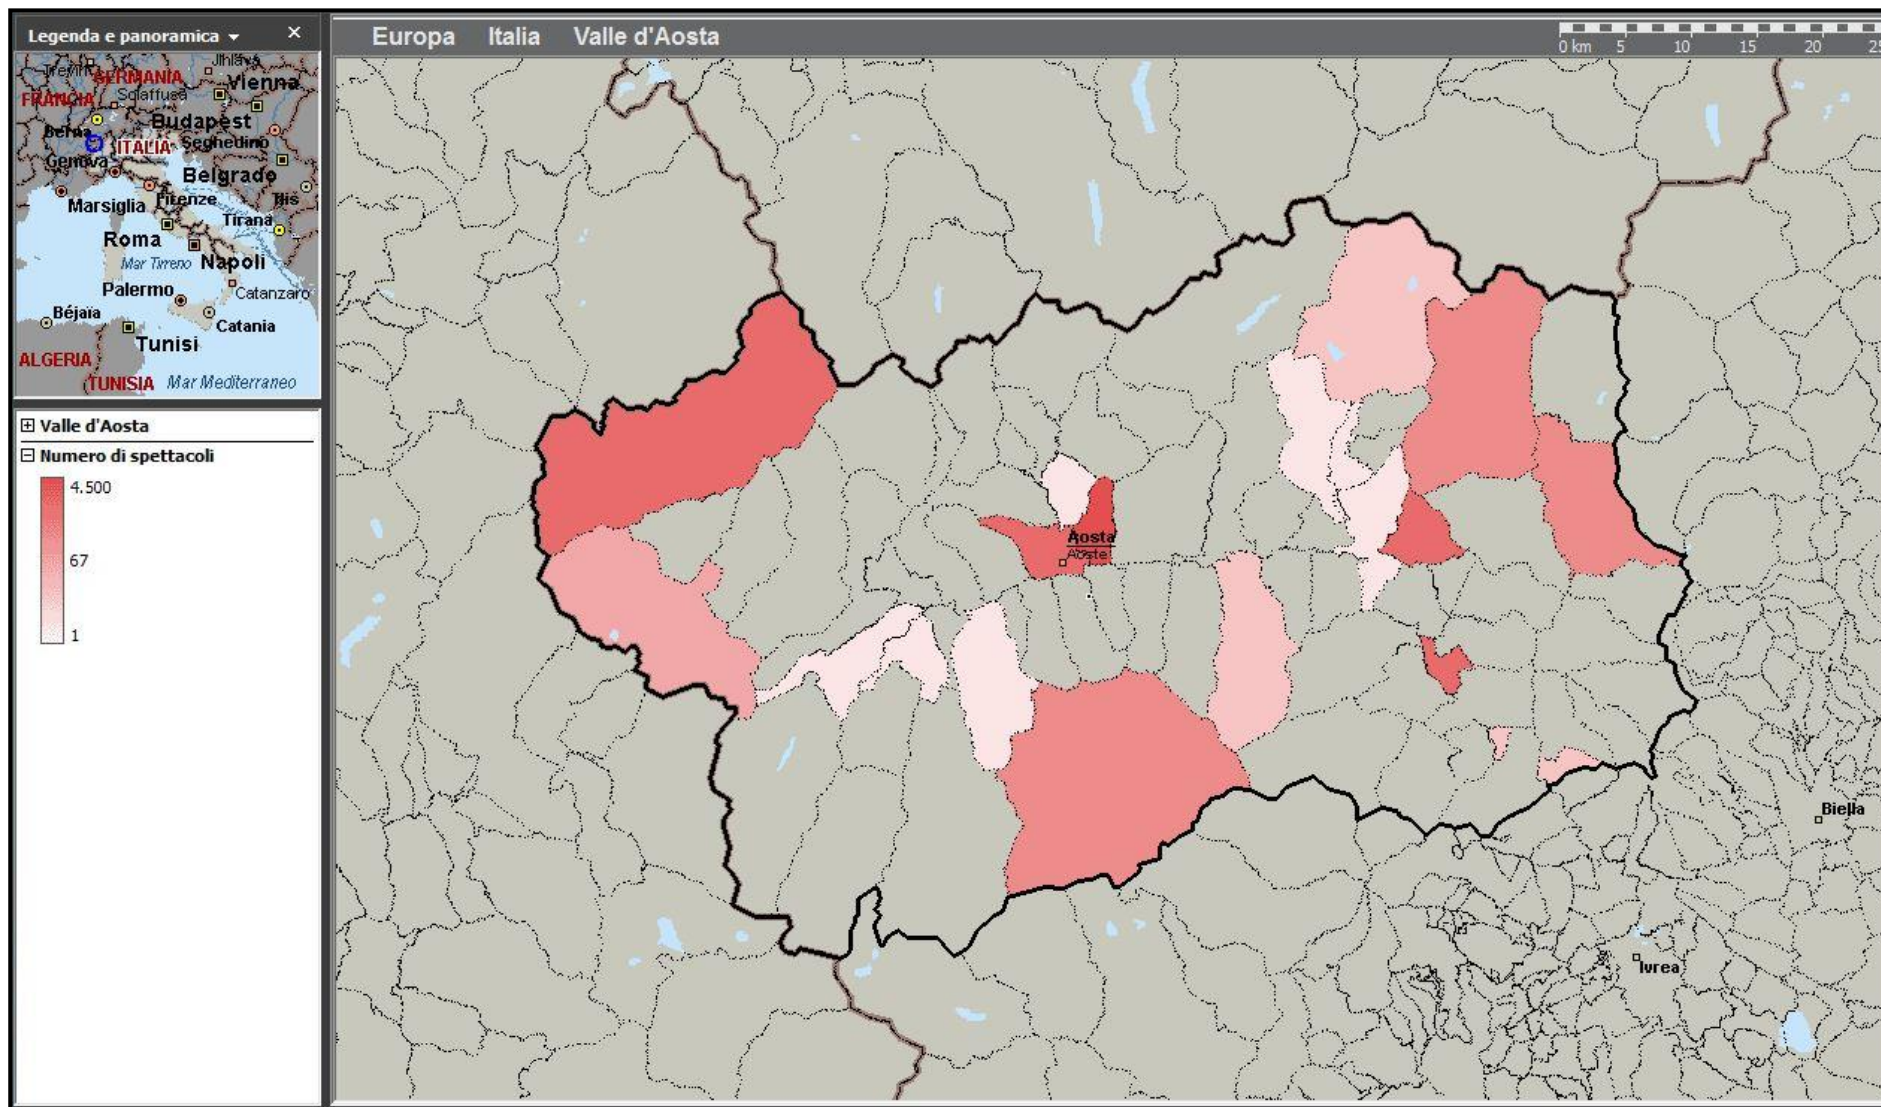 Legenda e panoramica
Europa Italia Valle d'Aosta
0 km 5 10 15 20 25
Jihlava
Treviri
GERMANIA
Vienna
FRANCIA
Sciaffusa
Budapest
Berna
ITALIA
Seghedino
Genova
Belgrado
Marsiglia
Firenze
Nis
Tirana
Roma
Mar Tirreno
Napoli
Palermo
Catanzaro
Béjaïa
Catania
Tunisi
ALGERIA
TUNISIA
Mar Mediterraneo
Valle d'Aosta
Numero di spettacoli
4.500
67
1
Aosta
Aoste
Biella
Ivrea